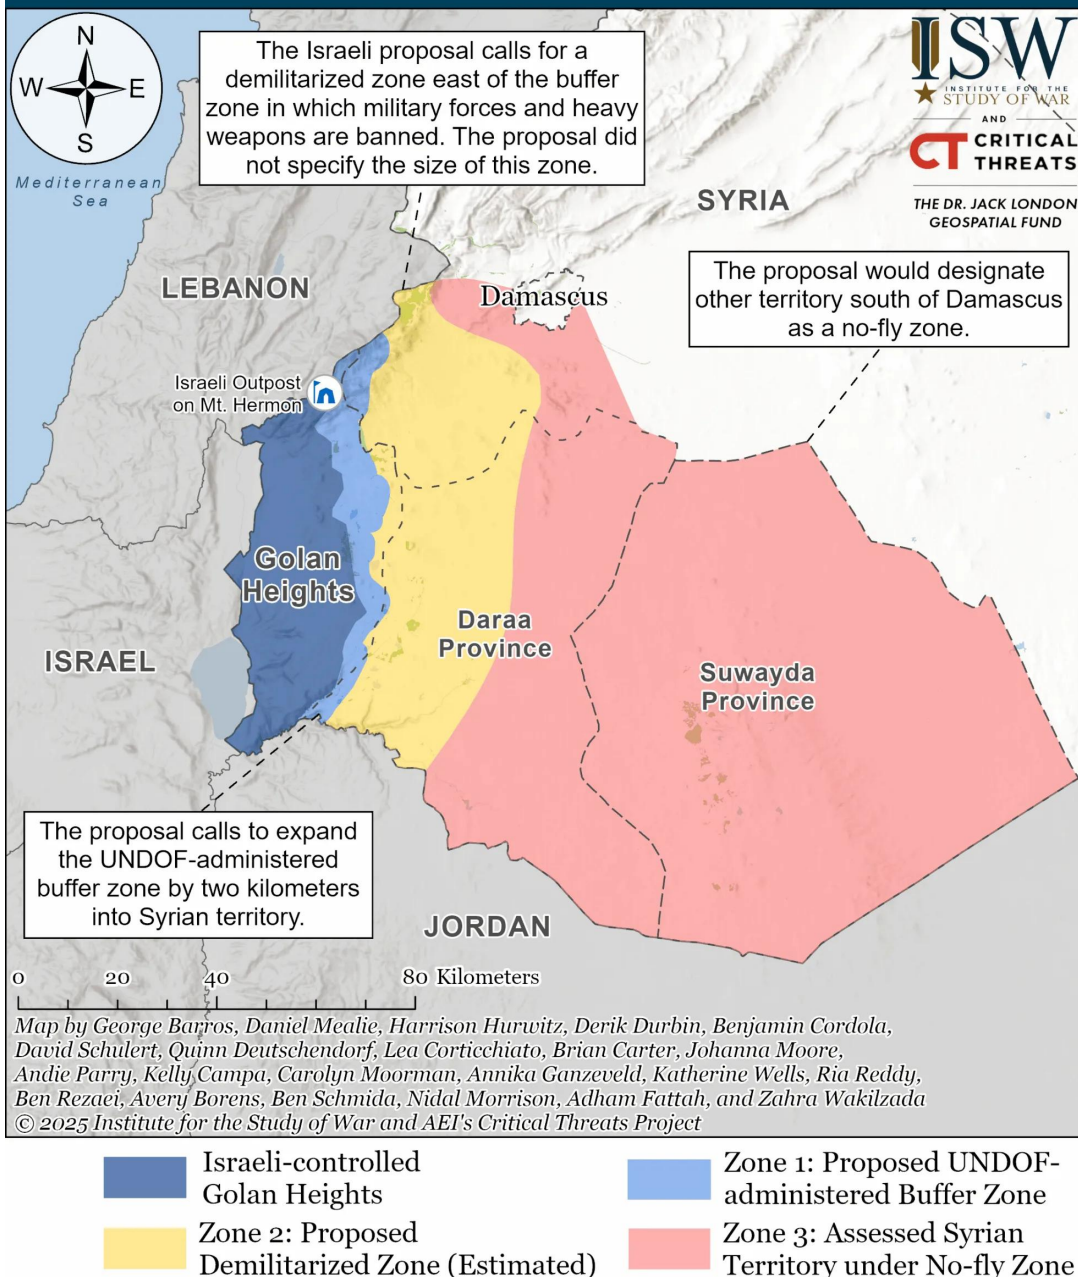 N
W
E
S
The Israeli proposal calls for a
demilitarized zone east of the buffer
zone in which military forces and heavy
weapons are banned. The proposal did
not specify the size of this zone.
ISW
INSTITUTE FOR THE
STUDY OF WAR
AND
CT CRITICAL
THREATS
THE DR. JACK LONDON
GEOSPATIAL FUND
Mediterranean
Sea
SYRIA
LEBANON
Damascus
The proposal would designate
other territory south of Damascus
as a no-fly zone.
Israeli Outpost
on Mt. Hermon
Golan
Heights
Daraa
Province
ISRAEL
Suwayda
Province
The proposal calls to expand
the UNDOF-administered
buffer zone by two kilometers
into Syrian territory.
JORDAN
0 20 40 80 Kilometers
Map by George Barros, Daniel Mealie, Harrison Hurwitz, Derik Durbin, Benjamin Cordola,
David Schulert, Quinn Deutschendorf, Lea Corticchiato, Brian Carter, Johanna Moore,
Andie Parry, Kelly Campa, Carolyn Moorman, Annika Ganzeveld, Katherine Wells, Ria Reddy,
Ben Rezaei, Avery Borens, Ben Schmida, Nidal Morrison, Adham Fattah, and Zahra Wakilzada
© 2025 Institute for the Study of War and AEI's Critical Threats Project
Israeli-controlled
Golan Heights
Zone 1: Proposed UNDOF-
administered Buffer Zone
Zone 2: Proposed
Demilitarized Zone (Estimated)
Zone 3: Assessed Syrian
Territory under No-fly Zone